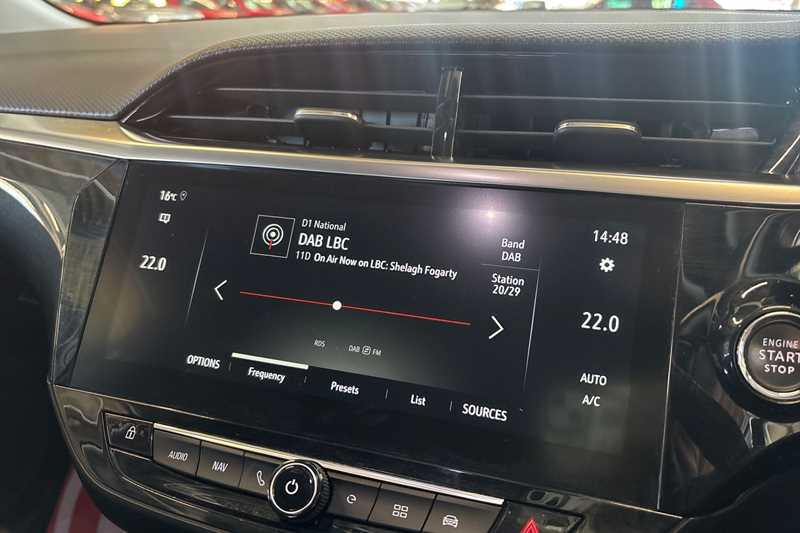 16°C
22.0
D1 National
DAB LBC
11D On Air Now on LBC: Shelagh Fogarty
Band
DAB
Station
20/29
14:48
22.0
AUTO
A/C
RDS
DAB FM
OPTIONS
Frequency
Presets
List
SOURCES
AUDIO
NAV
ENGINE
START
STOP